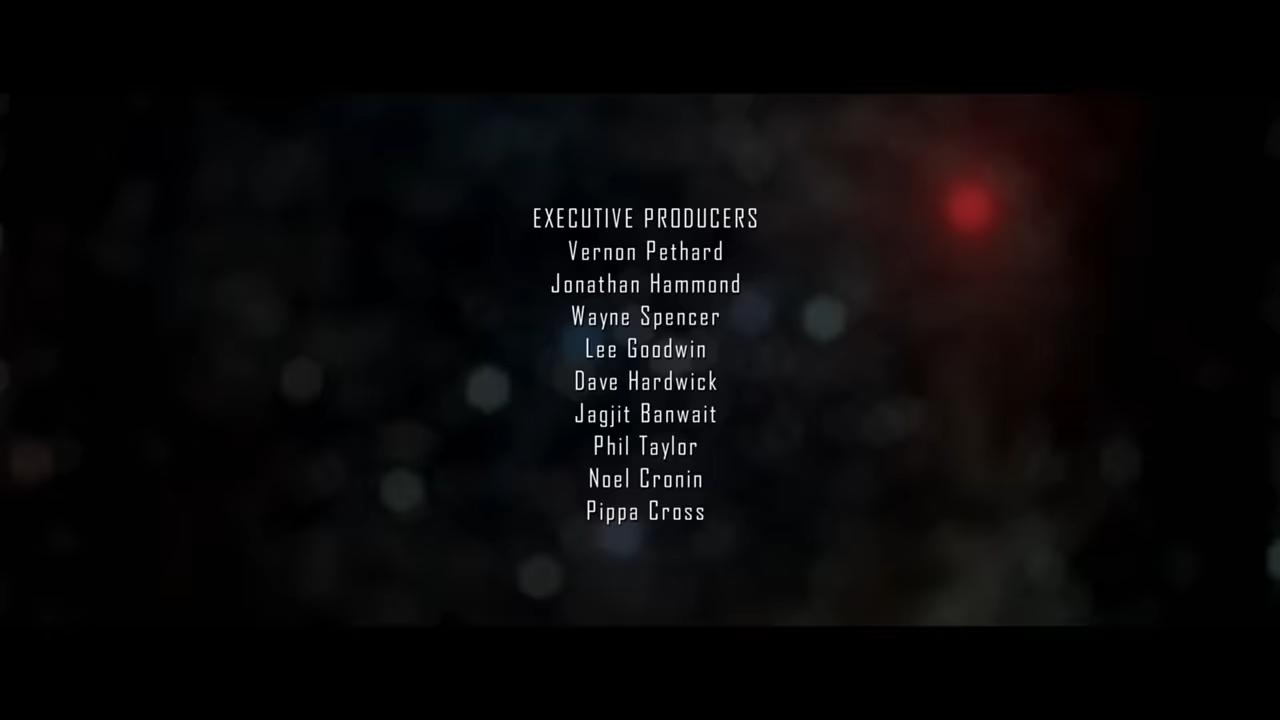 EXECUTIVE PRODUCERS
Vernon Pethard
Jonathan Hammond
Wayne Spencer
Lee Goodwin
Dave Hardwick
Jagjit Banwait
Phil Taylor
Noel Cronin
Pippa Cross